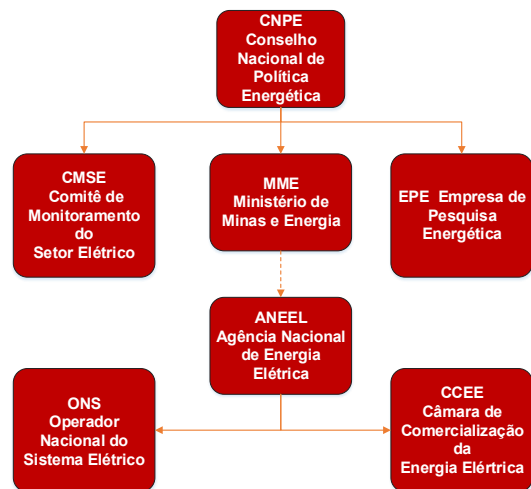 CNPE
Conselho
Nacional de
Política
Energética
CMSE
Comitê de
Monitoramento
do
Setor Elétrico
MME
Ministério de
Minas e Energia
EPE Empresa de
Pesquisa
Energética
ANEEL
Agência Nacional
de Energia
Elétrica
ONS
Operador
Nacional do
Sistema Elétrico
CCEE
Câmara de
Comercialização
da
Energia Elértrica